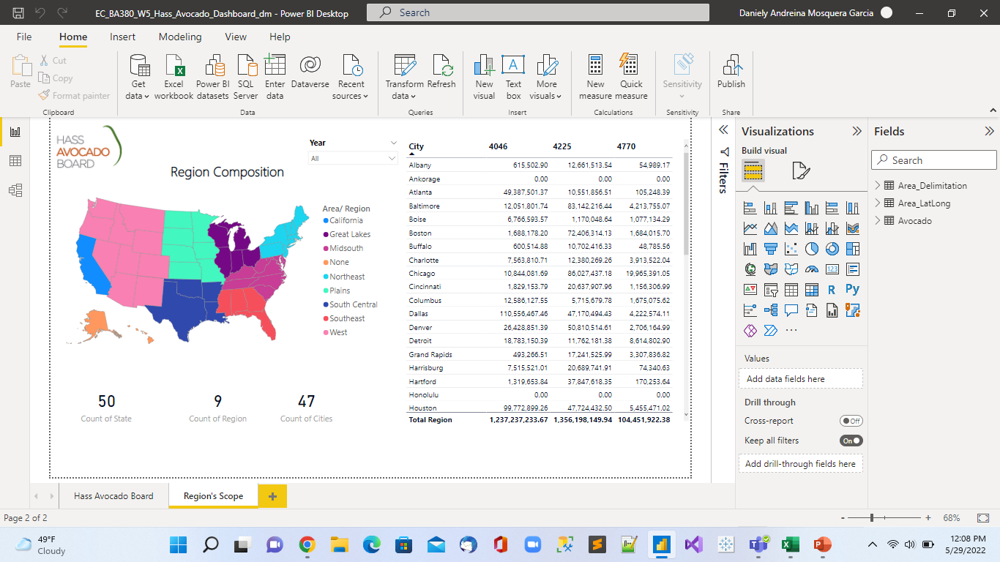 EC_BA380_W5_Hass_Avocado_Dashboard_dm - Power BI Desktop
Search
Daniely Andreina Mosquera Garcia
File Home Insert Modeling View Help
Paste
Cut
Copy
Format painter
Clipboard
Get data
Excel workbook
Power BI datasets
SQL Server
Enter data
Dataverse
Recent sources
Data
Transform data
Refresh
Queries
New visual
Text box
More visuals
Insert
New measure
Quick measure
Calculations
Sensitivity
Sensitivity
Publish
Share
HASS
AVOCADO
BOARD
Region Composition
Year
All
Area/ Region
California
Great Lakes
Midsouth
None
Northeast
Plains
South Central
Southeast
West
50
Count of State
9
Count of Region
47
Count of Cities
City 4046 4225 4770
Albany 615,502.90 12,661,513.54 54,989.17
Ankorage 0.00 0.00 0.00
Atlanta 49,387,501.37 10,551,856.51 105,248.39
Baltimore 12,051,801.74 83,142,216.44 4,213,755.07
Boise 6,766,593.57 1,170,048.64 1,077,134.29
Boston 1,688,178.20 72,406,314.13 1,684,015.70
Buffalo 600,514.88 10,702,416.33 48,785.56
Charlotte 7,563,810.71 12,380,269.26 3,913,522.04
Chicago 10,844,081.69 86,027,437.18 19,965,391.05
Cincinnati 1,829,153.79 20,637,907.96 1,156,306.99
Columbus 12,586,127.55 5,715,679.78 1,675,075.62
Dallas 110,556,467.46 47,170,494.43 4,222,574.11
Denver 26,428,851.39 50,810,514.61 2,706,164.99
Detroit 18,783,150.39 11,762,181.38 8,614,802.90
Grand Rapids 493,266.51 17,241,525.99 3,307,836.82
Harrisburg 7,515,521.01 20,689,741.91 74,340.63
Hartford 1,319,653.84 37,847,618.35 170,253.64
Honolulu 0.00 0.00 0.00
Houston 99,772,899.26 47,724,432.50 5,455,471.02
Total Region 1,237,237,233.67 1,356,198,149.94 104,451,922.38
Filters
Visualizations
Build visual
123
R
Py
Values
Add data fields here
Drill through
Cross-report
Off
Keep all filters
On
Add drill-through fields here
Fields
Search
Area_Delimitation
Area_LatLong
Avocado
Hass Avocado Board
Region's Scope
Page 2 of 2
68%
49°F
Cloudy
12:08 PM
5/29/2022